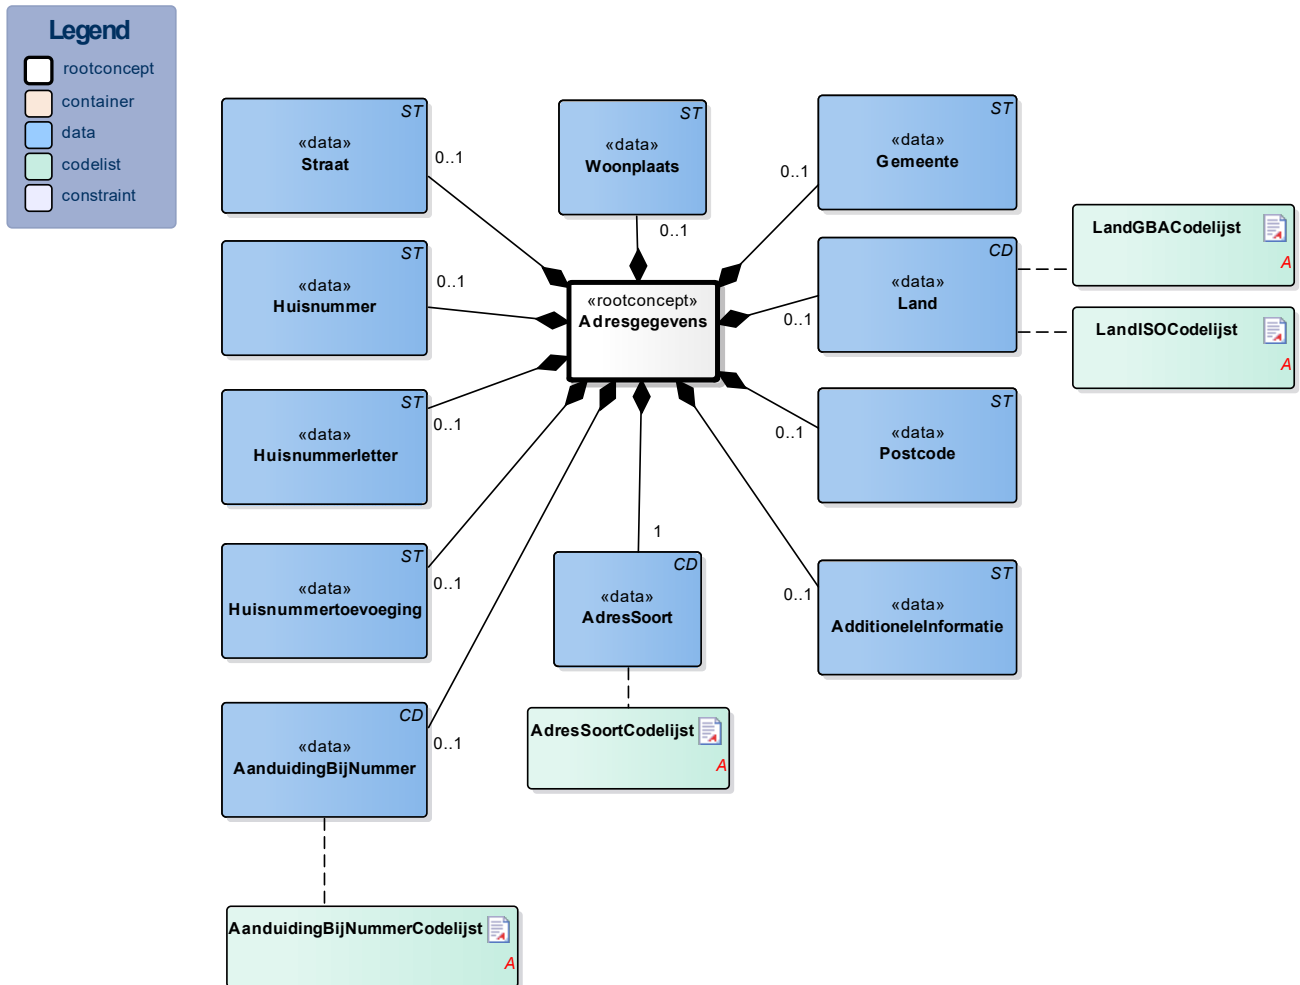 Legend
rootconcept
container
data
codelist
constraint
ST
«data»
Straat
0..1
ST
«data»
Woonplaats
0..1
ST
«data»
Gemeente
0..1
ST
«data»
Huisnummer
0..1
«rootconcept»
Adresgegevens
CD
«data»
Land
0..1
LandGBACodelijst
A
LandISOCodelijst
A
ST
«data»
Huisnummerletter
0..1
ST
«data»
Postcode
0..1
ST
«data»
Huisnummertoevoeging
0..1
1
CD
«data»
AdresSoort
ST
«data»
AdditioneleInformatie
0..1
CD
«data»
AanduidingBijNummer
0..1
AdresSoortCodelijst
A
AanduidingBijNummerCodelijst
A